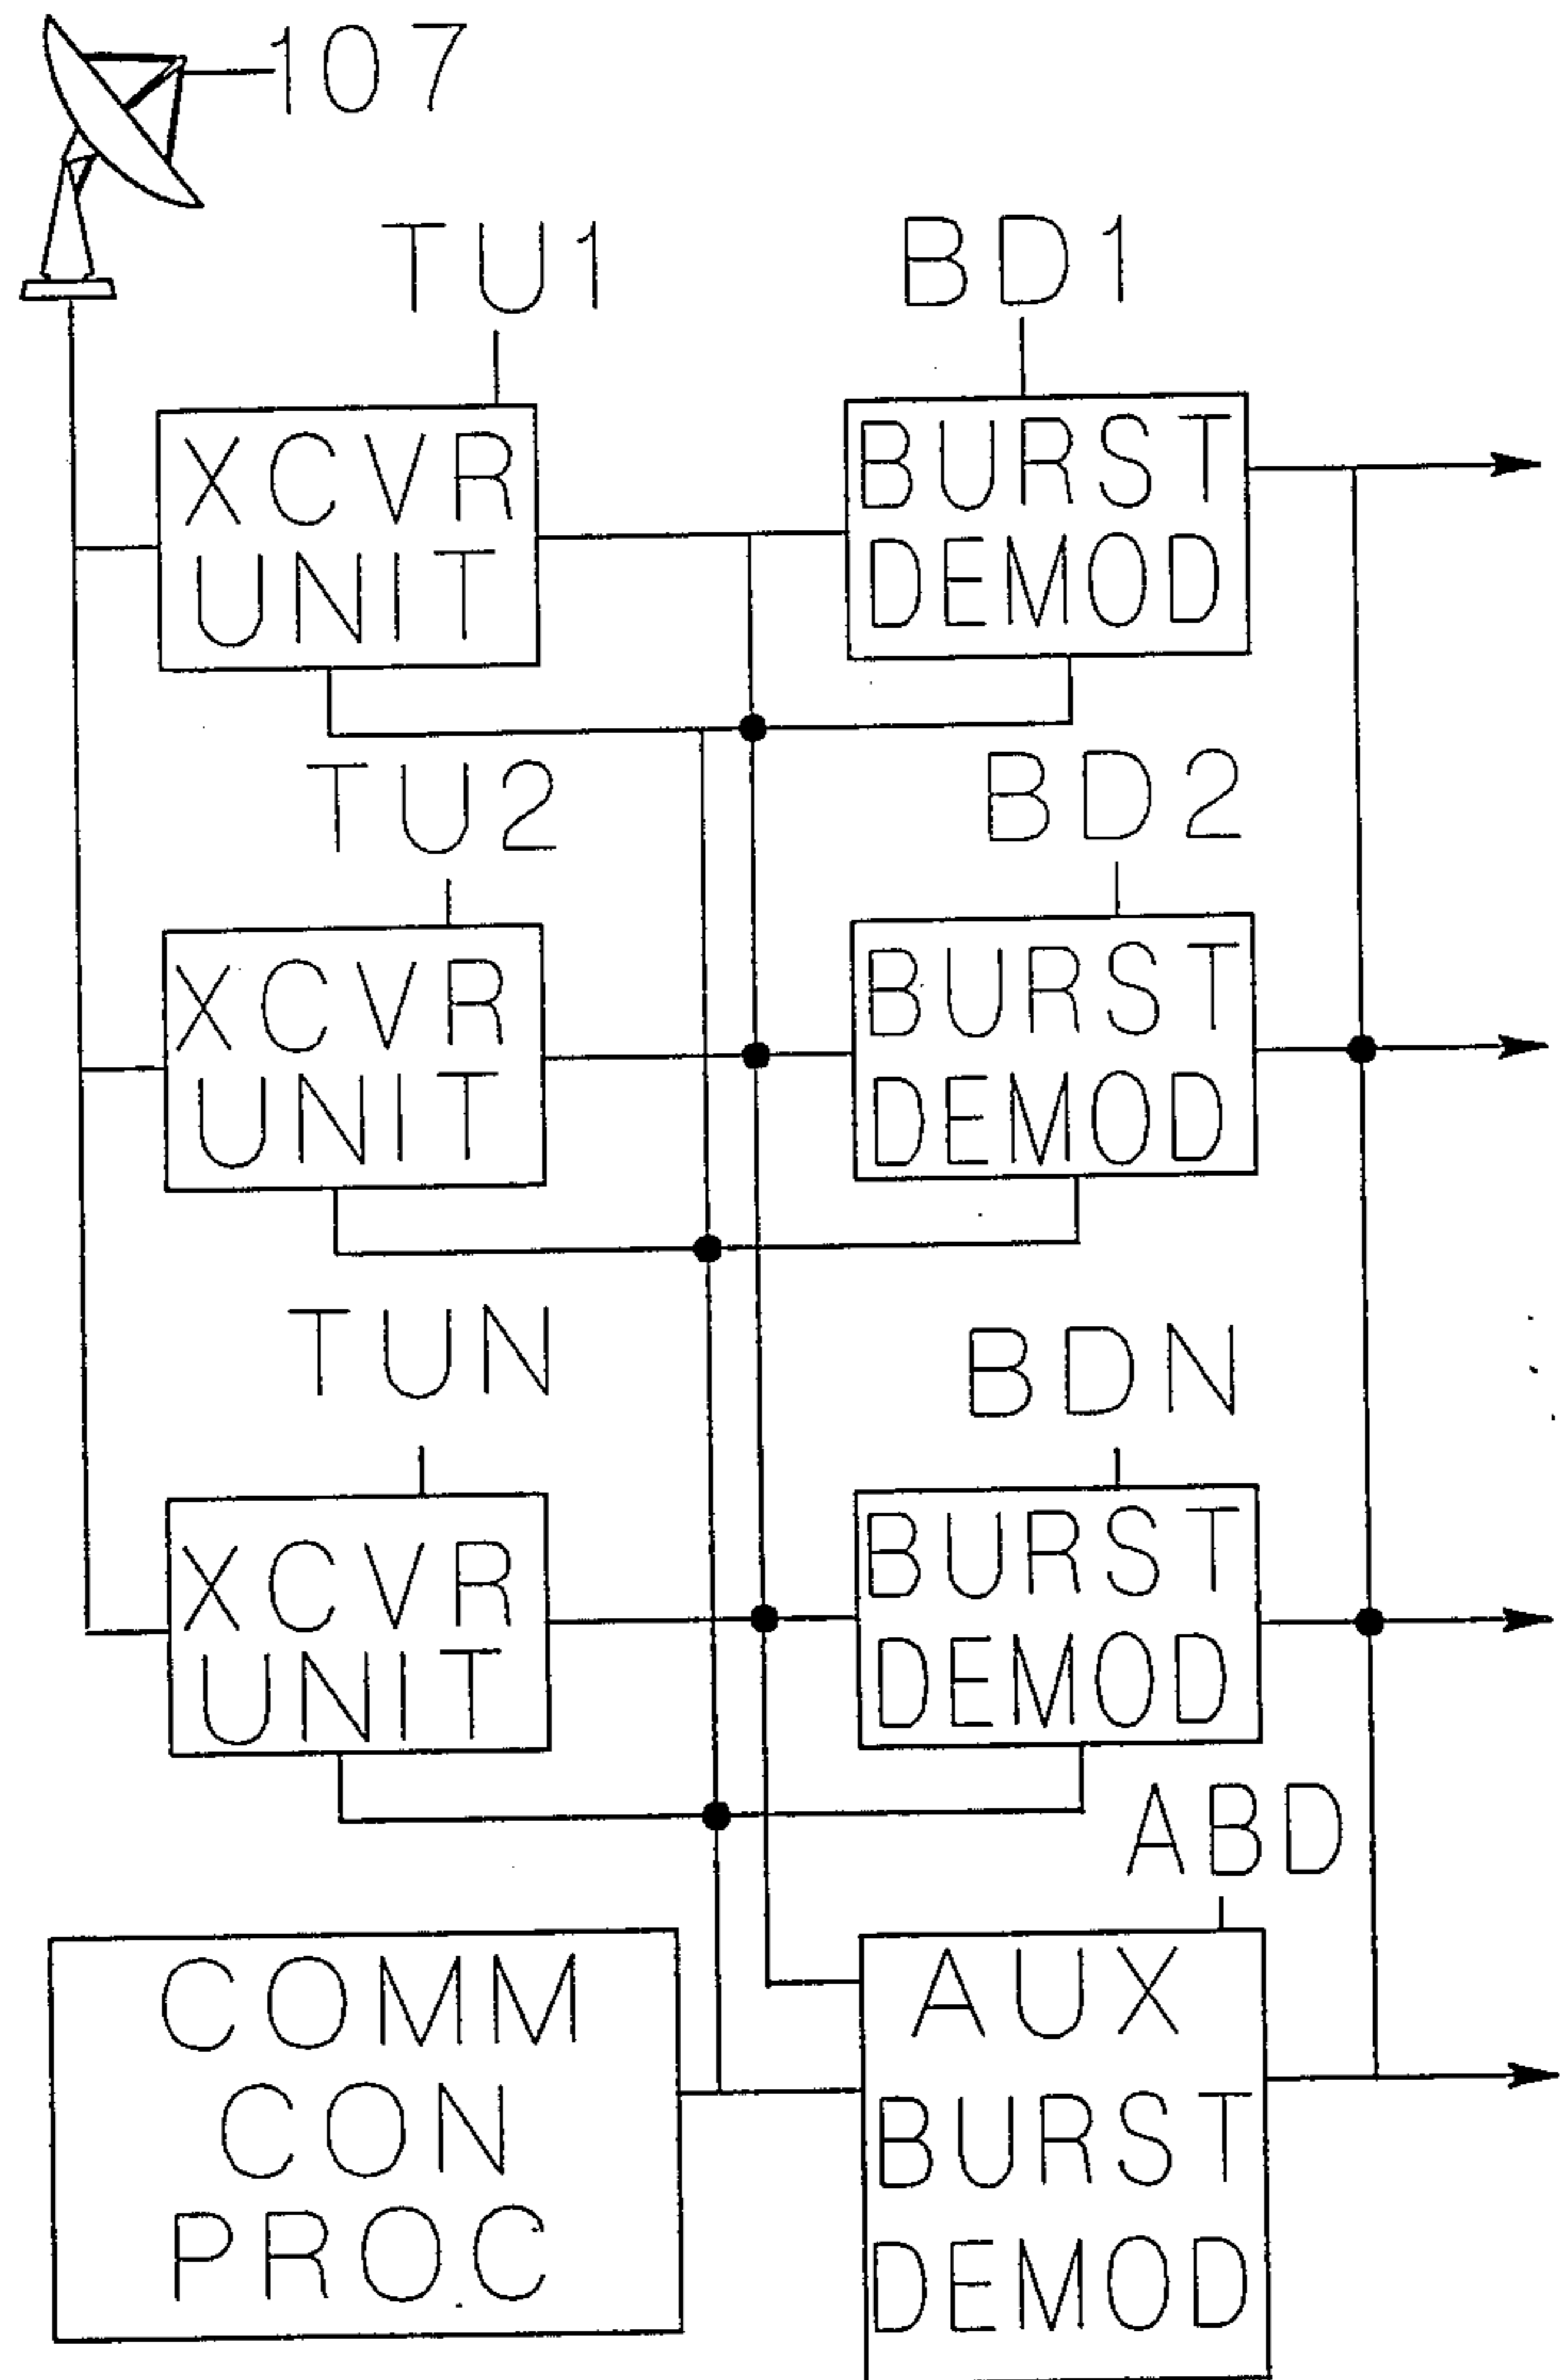 107
TU1
BD1
XCVR
UNIT
BURST
DEMOD
TU2
BD2
XCVR
UNIT
BURST
DEMOD
TUN
BDN
XCVR
UNIT
BURST
DEMOD
ABD
COMM
CON
PROC
AUX
BURST
DEMOD